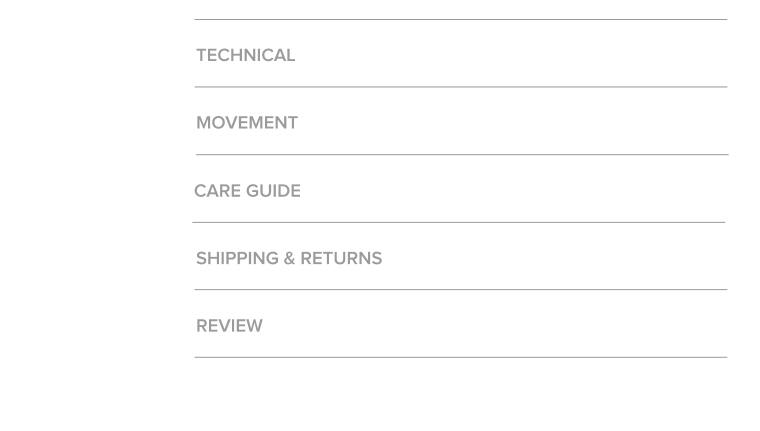 TECHNICAL
MOVEMENT
CARE GUIDE
SHIPPING & RETURNS
REVIEW